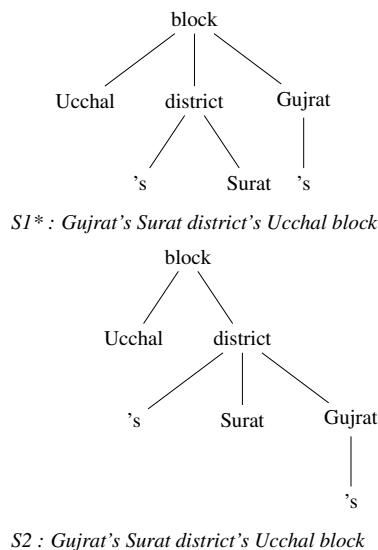 block
Ucchal district Gujrat
's Surat 's
S1* : Gujrat's Surat district's Ucchal block
block
Ucchal district
's Surat Gujrat
's
S2 : Gujrat's Surat district's Ucchal block